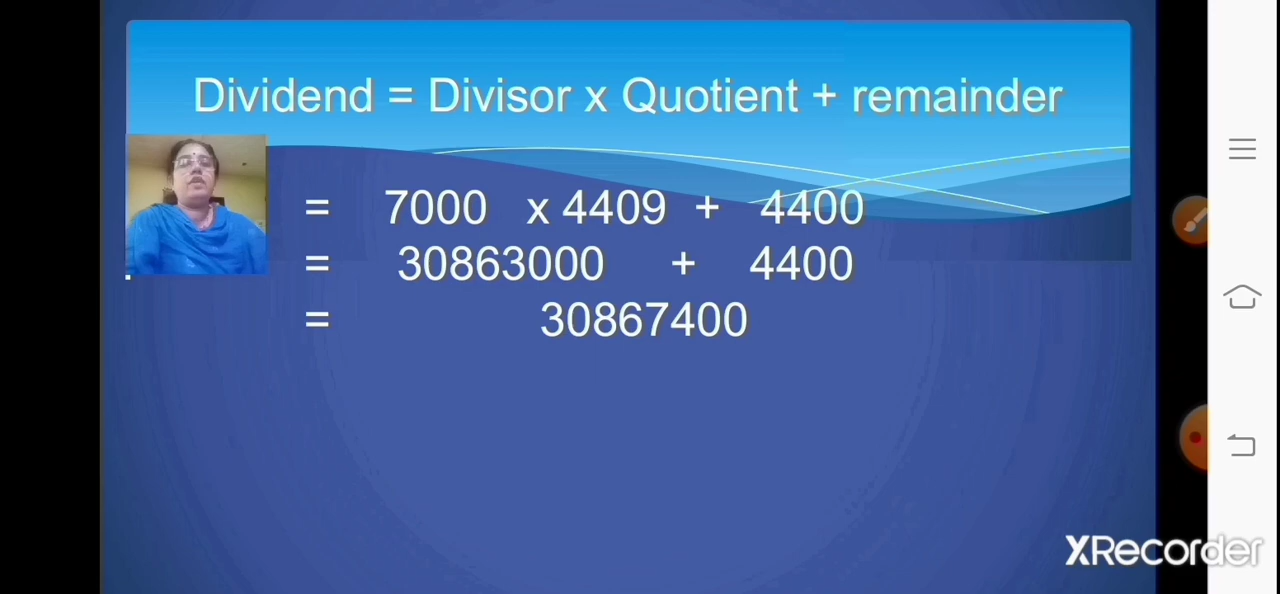 Dividend = Divisor x Quotient + remainder
= 7000 x 4409 + 4400
= 30863000 + 4400
= 30867400
XRecorder